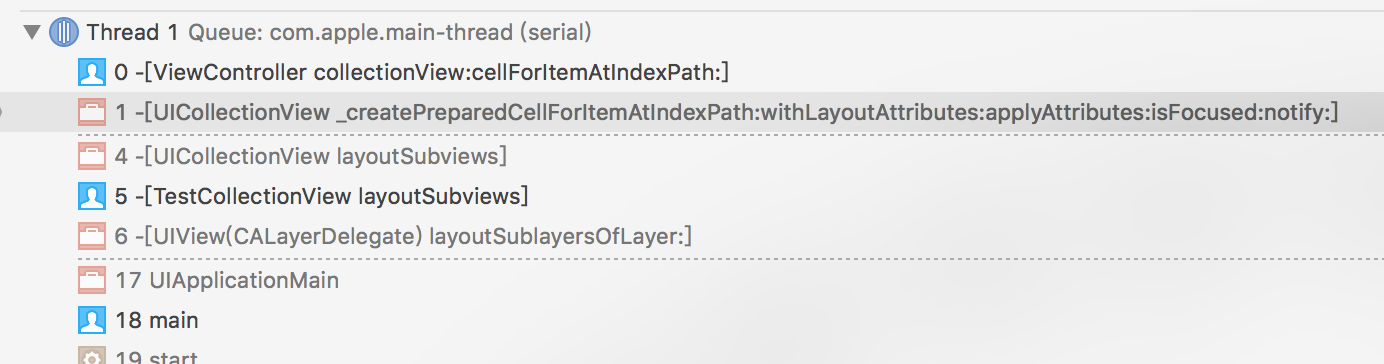 Thread 1 Queue: com.apple.main-thread (serial)
0 -[ViewController collectionView:cellForItemAtIndexPath:]
1 -[UICollectionView _createPreparedCellForItemAtIndexPath:withLayoutAttributes:applyAttributes:isFocused:notify:]
4 -[UICollectionView layoutSubviews]
5 -[TestCollectionView layoutSubviews]
6 -[UIView(CALayerDelegate) layoutSublayersOfLayer:]
17 UIApplicationMain
18 main
19 start